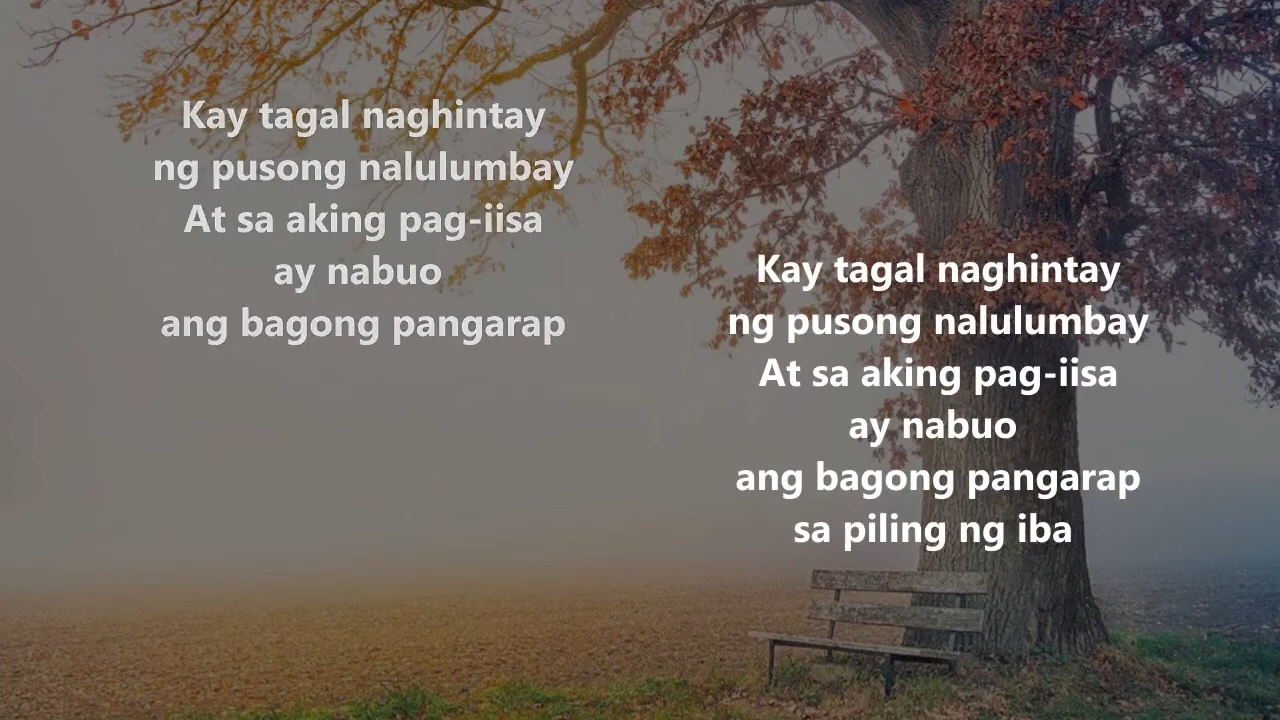 Kay tagal naghintay
ng pusong nalulumbay
At sa aking pag-iisa
ay nabuo
ang bagong pangarap
Kay tagal naghintay
ng pusong nalulumbay
At sa aking pag-iisa
ay nabuo
ang bagong pangarap
sa piling ng iba